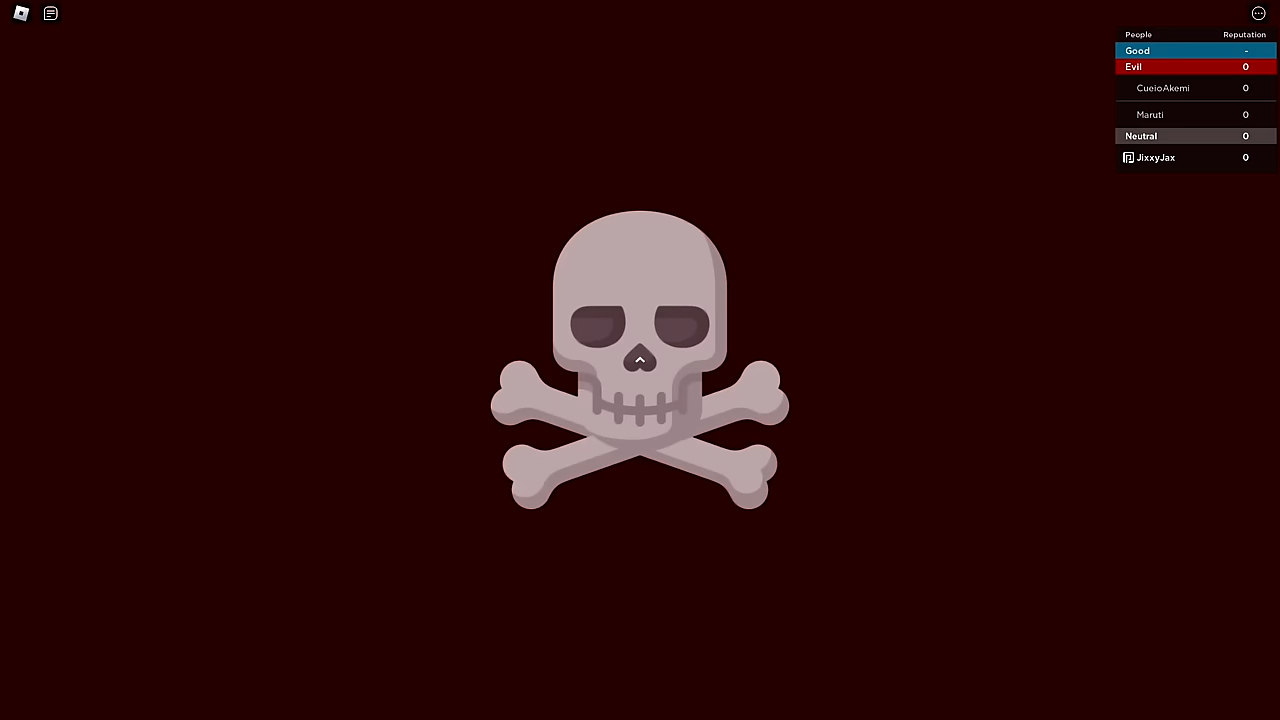 People Reputation
Good -
Evil 0
CueioAkemi 0
Maruti 0
Neutral 0
JixxyJax 0